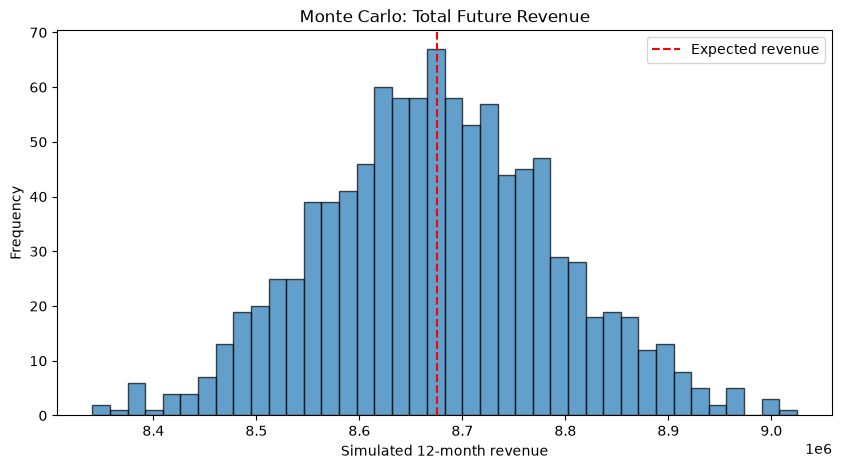 Monte Carlo: Total Future Revenue
Expected revenue
70
60
50
40
30
20
10
0
Frequency
8.4 8.5 8.6 8.7 8.8 8.9 9.0
1e6
Simulated 12-month revenue